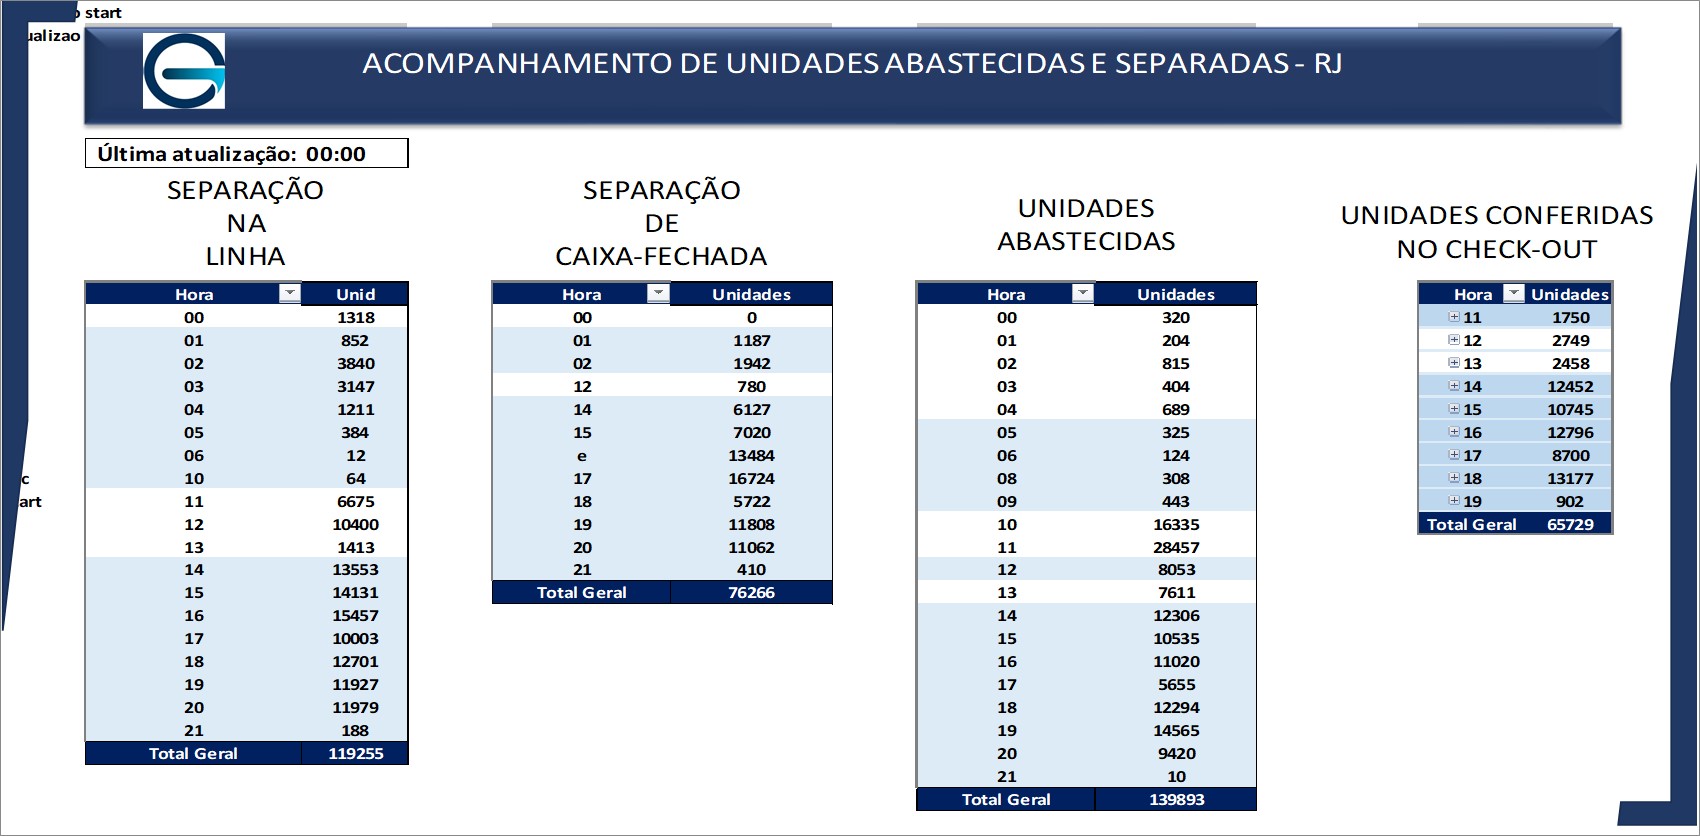 start
ACOMPANHAMENTO DE UNIDADES ABASTECIDAS E SEPARADAS - RJ
Última atualização: 00:00
SEPARAÇÃO
NA
LINHA
Hora Unid
00 1318
01 852
02 3840
03 3147
04 1211
05 384
06 12
10 64
11 6675
12 10400
13 1413
14 13553
15 14131
16 15457
17 10003
18 12701
19 11927
20 11979
21 188
Total Geral 119255
SEPARAÇÃO
DE
CAIXA-FECHADA
Hora Unidades
00 0
01 1187
02 1942
12 780
14 6127
15 7020
e 13484
17 16724
18 5722
19 11808
20 11062
21 410
Total Geral 76266
UNIDADES
ABASTECIDAS
Hora Unidades
00 320
01 204
02 815
03 404
04 689
05 325
06 124
08 308
09 443
10 16335
11 28457
12 8053
13 7611
14 12306
15 10535
16 11020
17 5655
18 12294
19 14565
20 9420
21 10
Total Geral 139893
UNIDADES CONFERIDAS
NO CHECK-OUT
Hora Unidades
11 1750
12 2749
13 2458
14 12452
15 10745
16 12796
17 8700
18 13177
19 902
Total Geral 65729